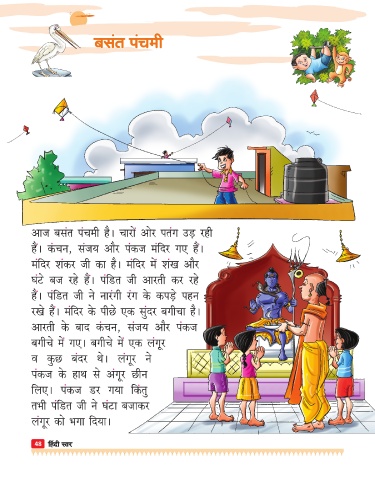 बसंत पंचमी
आज बसंत पंचमी है। चारों ओर पतंग उड़ रही
हैं। कंचन, संजय और पंकज मंदिर गए हैं।
मंदिर शंकर जी का है। मंदिर में शंख और
घंटे बज रहे हैं। पंडित जी आरती कर रहे
हैं। पंडित जी ने नारंगी रंग के कपड़े पहन
रखे हैं। मंदिर के पीछे एक सुंदर बगीचा है।
आरती के बाद कंचन, संजय और पंकज
बगीचे में गए। बगीचे में एक लंगूर
व कुछ बंदर थे। लंगूर ने
पंकज के हाथ से अंगूर छीन
लिए। पंकज डर गया किंतु
तभी पंडित जी ने घंटा बजाकर
लंगूर को भगा दिया।
48 हिंदी स्तर